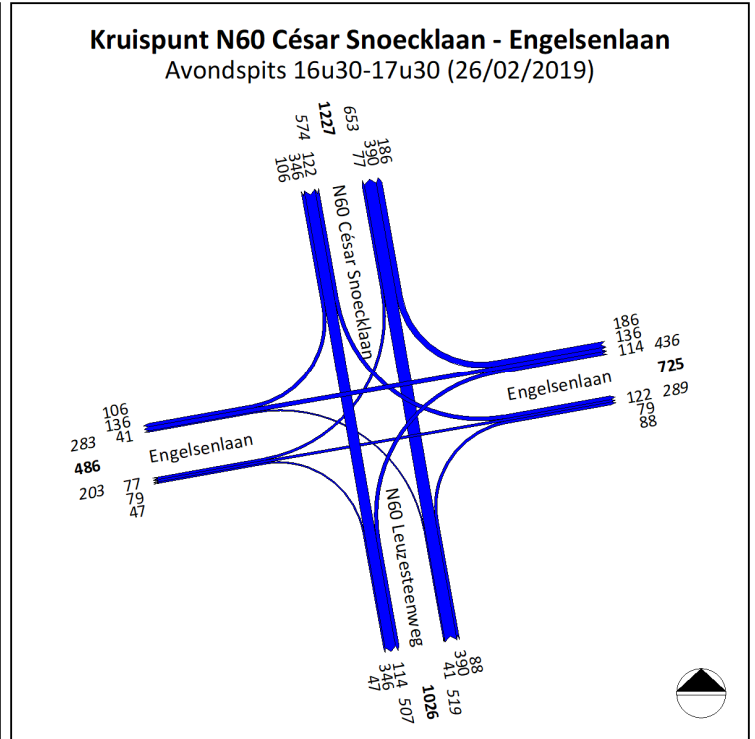 Kruispunt N60 César Snoecklaan - Engelsenlaan
Avondspits 16u30-17u30 (26/02/2019)
574 1227 653
106 346 122
77 390 186
N60 César Snoecklaan
186
136
114 436
725
Engelsenlaan
122 289
79
88
106
136
283 41
486
Engelsenlaan
203 77
79
47
N60 Leuzesteenweg
47 346 114
41 390 88
507 1026 519